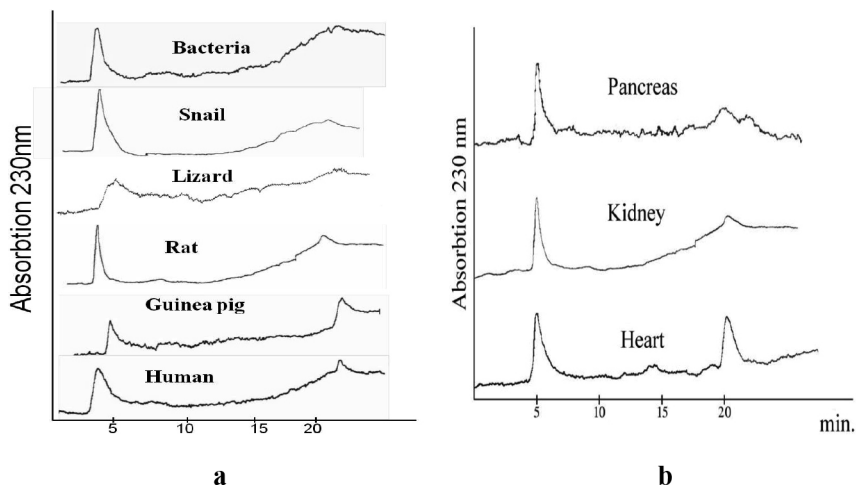 Absorbtion 230nm
Bacteria
Snail
Lizard
Rat
Guinea pig
Human
5 10 15 20
a
Absorbtion 230 nm
Pancreas
Kidney
Heart
5 10 15 20
min.
b